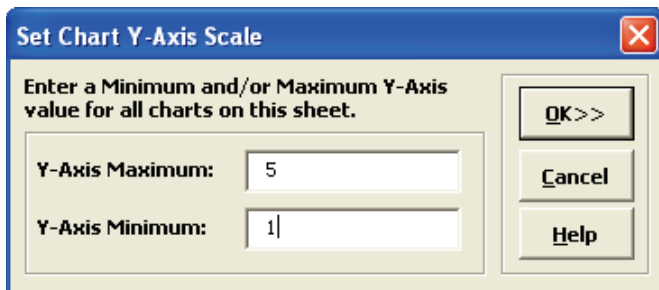 Set Chart Y-Axis Scale
Enter a Minimum and/or Maximum Y-Axis
value for all charts on this sheet.
Y-Axis Maximum: 5
Y-Axis Minimum: 1
OK>>
Cancel
Help